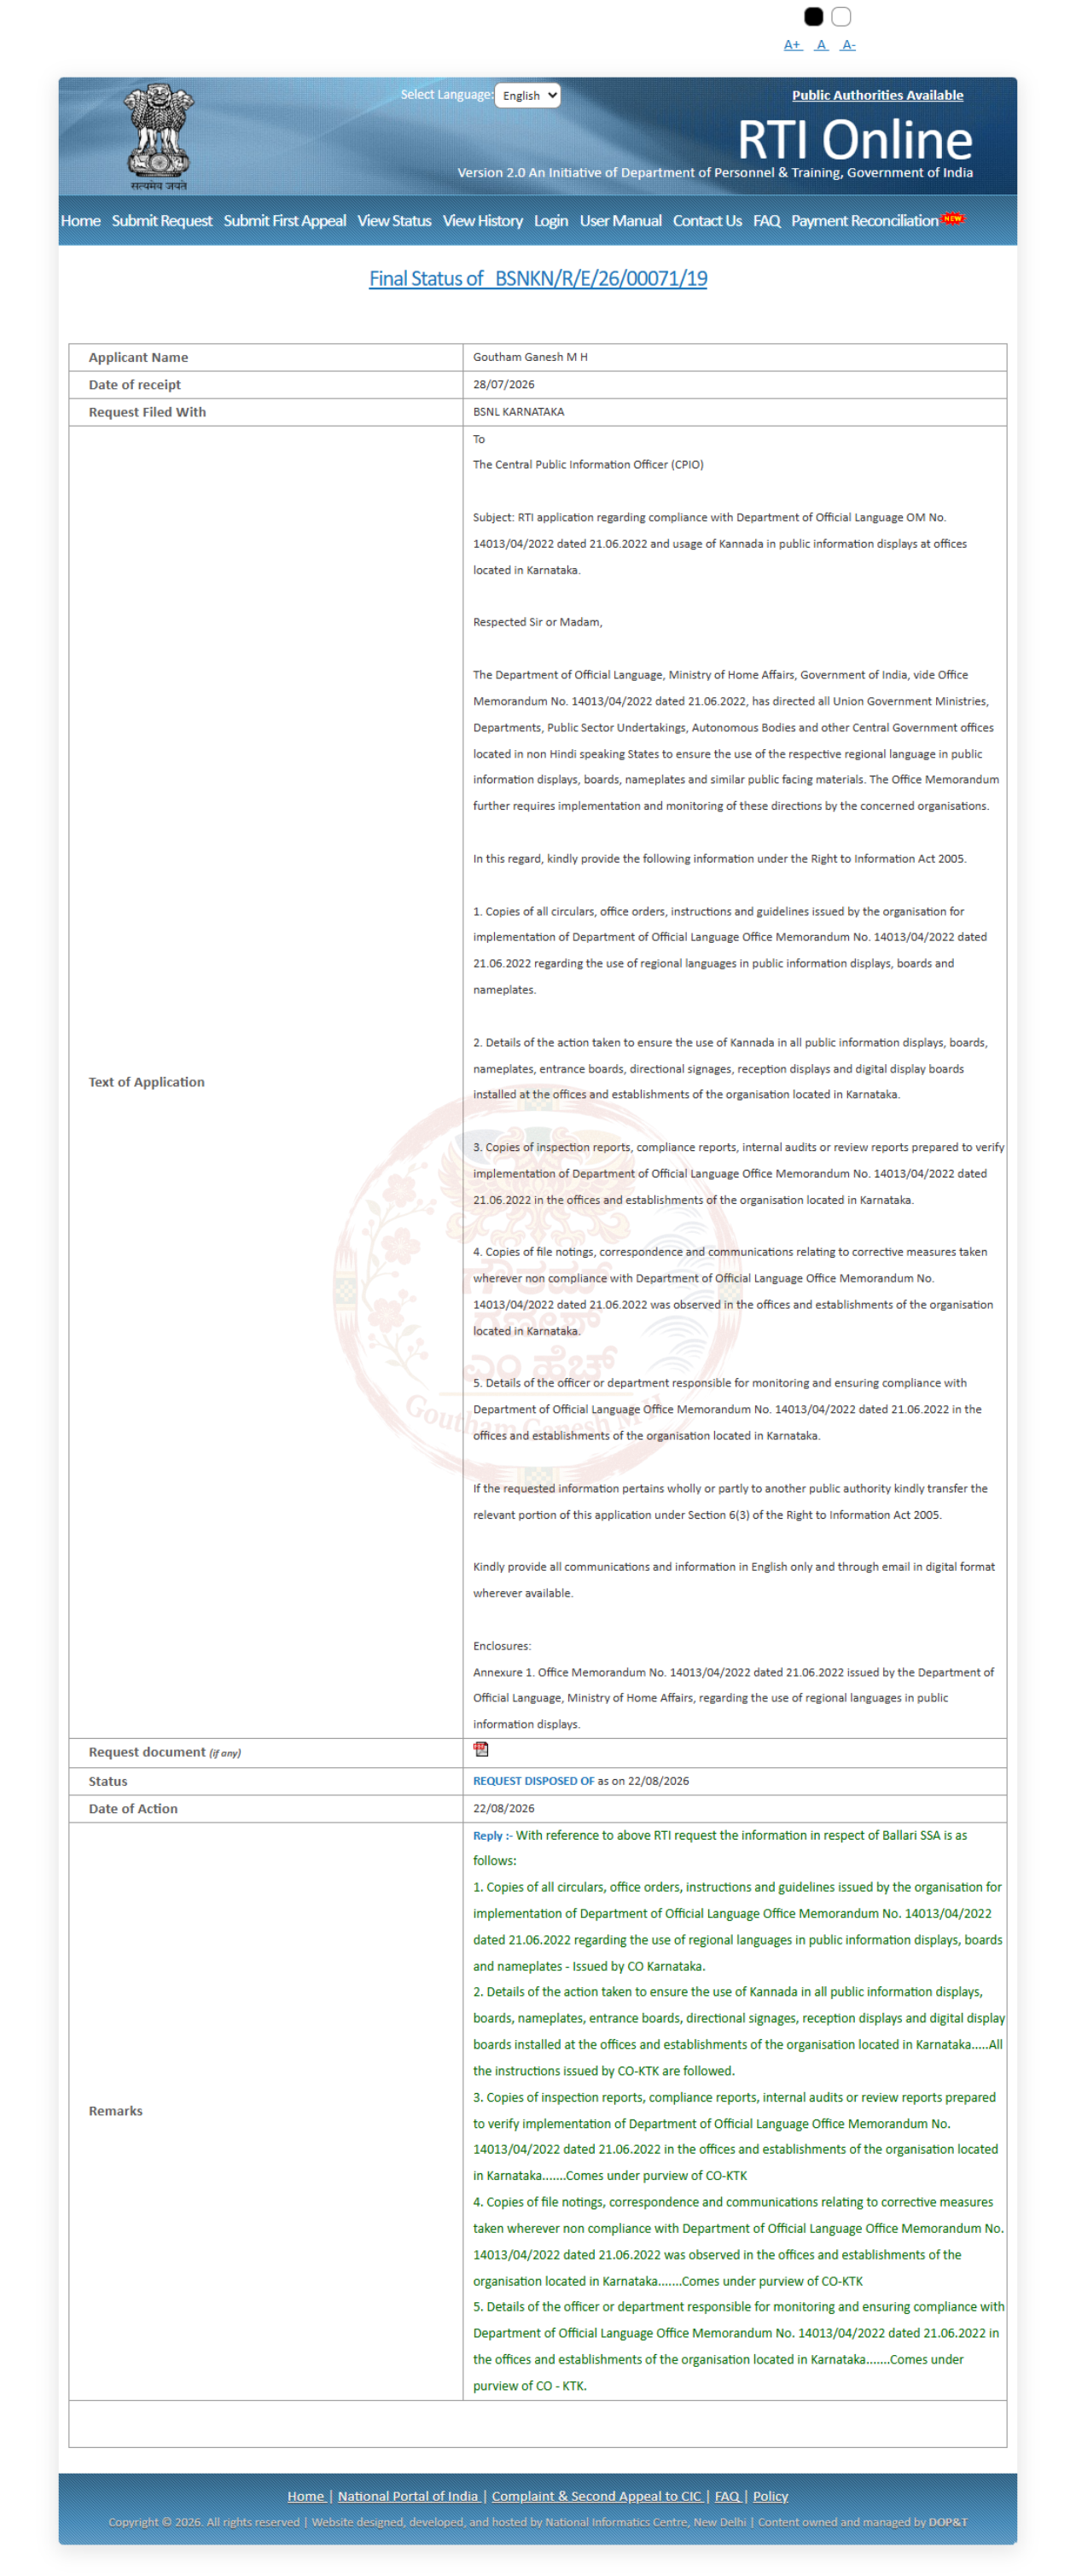 A+ A A-
Select Language: English
Public Authorities Available
RTI Online
Version 2.0 An Initiative of Department of Personnel & Training, Government of India
सत्यमेव जयते
Home Submit Request Submit First Appeal View Status View History Login User Manual Contact Us FAQ Payment Reconciliation NEW
Final Status of BSNKN/R/E/26/00071/19
Applicant Name Goutham Ganesh M H
Date of receipt 28/07/2026
Request Filed With BSNL KARNATAKA
Text of Application
To
The Central Public Information Officer (CPIO)
Subject: RTI application regarding compliance with Department of Official Language OM No.
14013/04/2022 dated 21.06.2022 and usage of Kannada in public information displays at offices
located in Karnataka.
Respected Sir or Madam,
The Department of Official Language, Ministry of Home Affairs, Government of India, vide Office
Memorandum No. 14013/04/2022 dated 21.06.2022, has directed all Union Government Ministries,
Departments, Public Sector Undertakings, Autonomous Bodies and other Central Government offices
located in non Hindi speaking States to ensure the use of the respective regional language in public
information displays, boards, nameplates and similar public facing materials. The Office Memorandum
further requires implementation and monitoring of these directions by the concerned organisations.
In this regard, kindly provide the following information under the Right to Information Act 2005.
1. Copies of all circulars, office orders, instructions and guidelines issued by the organisation for
implementation of Department of Official Language Office Memorandum No. 14013/04/2022 dated
21.06.2022 regarding the use of regional languages in public information displays, boards and
nameplates.
2. Details of the action taken to ensure the use of Kannada in all public information displays, boards,
nameplates, entrance boards, directional signages, reception displays and digital display boards
installed at the offices and establishments of the organisation located in Karnataka.
3. Copies of inspection reports, compliance reports, internal audits or review reports prepared to verify
implementation of Department of Official Language Office Memorandum No. 14013/04/2022 dated
21.06.2022 in the offices and establishments of the organisation located in Karnataka.
4. Copies of file notings, correspondence and communications relating to corrective measures taken
wherever non compliance with Department of Official Language Office Memorandum No.
14013/04/2022 dated 21.06.2022 was observed in the offices and establishments of the organisation
located in Karnataka.
5. Details of the officer or department responsible for monitoring and ensuring compliance with
Department of Official Language Office Memorandum No. 14013/04/2022 dated 21.06.2022 in the
offices and establishments of the organisation located in Karnataka.
If the requested information pertains wholly or partly to another public authority kindly transfer the
relevant portion of this application under Section 6(3) of the Right to Information Act 2005.
Kindly provide all communications and information in English only and through email in digital format
wherever available.
Enclosures:
Annexure 1. Office Memorandum No. 14013/04/2022 dated 21.06.2022 issued by the Department of
Official Language, Ministry of Home Affairs, regarding the use of regional languages in public
information displays.
ಗೌತಮ್
ಗಣೇಶ್
ಎಂ ಹೆಚ್
Goutham Ganesh M H
Request document (if any)
Status REQUEST DISPOSED OF as on 22/08/2026
Date of Action 22/08/2026
Remarks
Reply :- With reference to above RTI request the information in respect of Ballari SSA is as
follows:
1. Copies of all circulars, office orders, instructions and guidelines issued by the organisation for
implementation of Department of Official Language Office Memorandum No. 14013/04/2022
dated 21.06.2022 regarding the use of regional languages in public information displays, boards
and nameplates - Issued by CO Karnataka.
2. Details of the action taken to ensure the use of Kannada in all public information displays,
boards, nameplates, entrance boards, directional signages, reception displays and digital display
boards installed at the offices and establishments of the organisation located in Karnataka.....All
the instructions issued by CO-KTK are followed.
3. Copies of inspection reports, compliance reports, internal audits or review reports prepared
to verify implementation of Department of Official Language Office Memorandum No.
14013/04/2022 dated 21.06.2022 in the offices and establishments of the organisation located
in Karnataka.......Comes under purview of CO-KTK
4. Copies of file notings, correspondence and communications relating to corrective measures
taken wherever non compliance with Department of Official Language Office Memorandum No.
14013/04/2022 dated 21.06.2022 was observed in the offices and establishments of the
organisation located in Karnataka.......Comes under purview of CO-KTK
5. Details of the officer or department responsible for monitoring and ensuring compliance with
Department of Official Language Office Memorandum No. 14013/04/2022 dated 21.06.2022 in
the offices and establishments of the organisation located in Karnataka.......Comes under
purview of CO - KTK.
Home | National Portal of India | Complaint & Second Appeal to CIC | FAQ | Policy
Copyright © 2026. All rights reserved | Website designed, developed, and hosted by National Informatics Centre, New Delhi | Content owned and managed by DOP&T